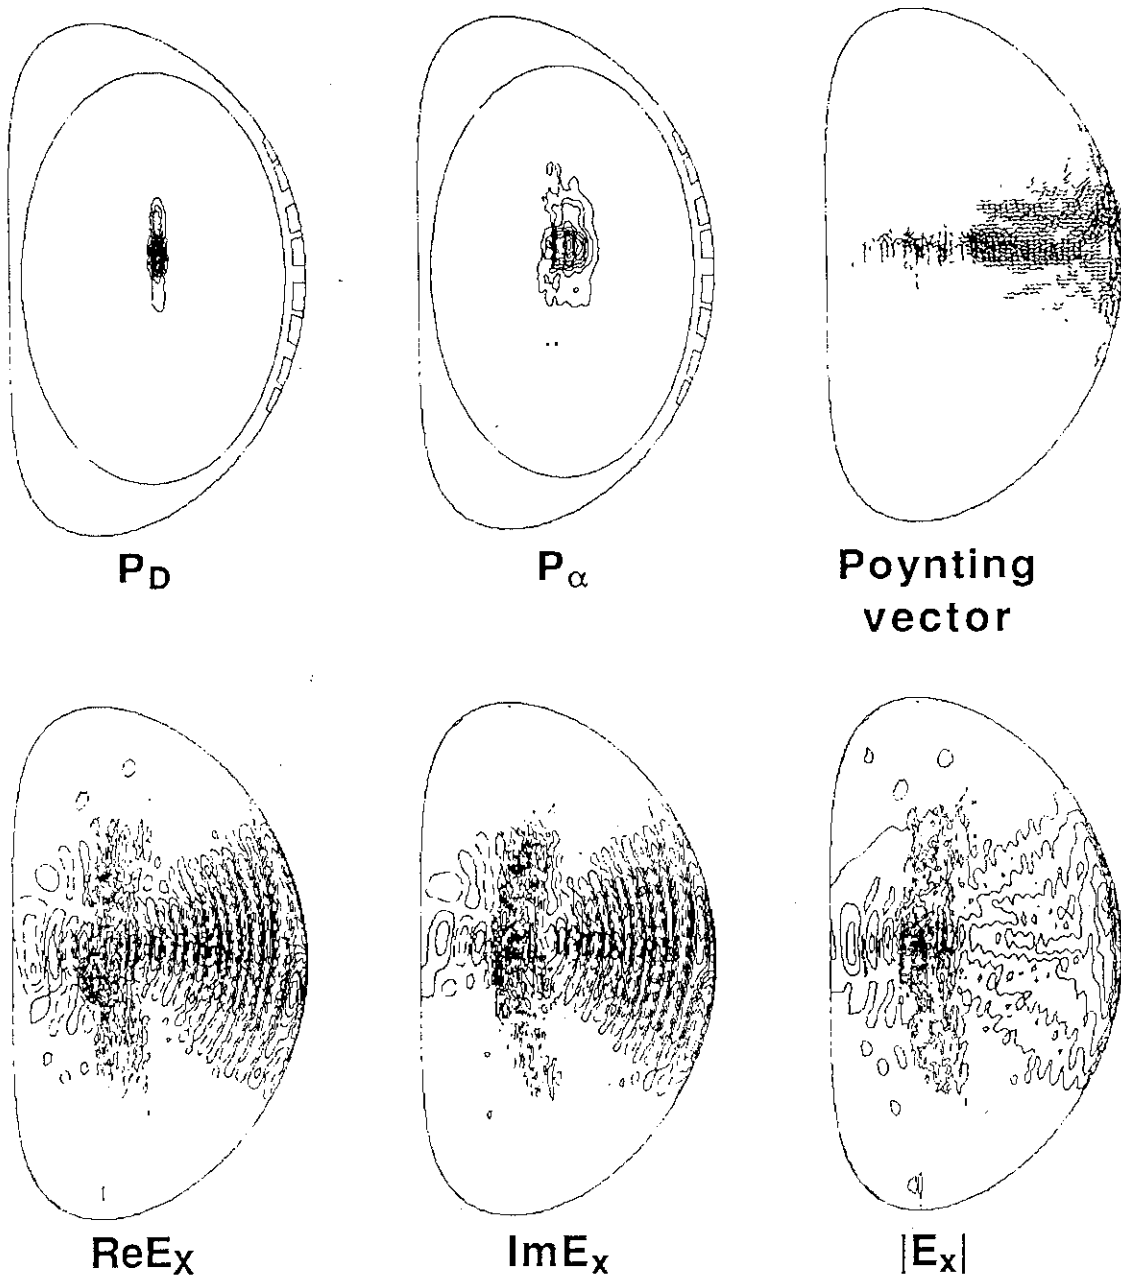 P_D
P_α
Poynting
vector
ReE_X
ImE_X
|E_X|